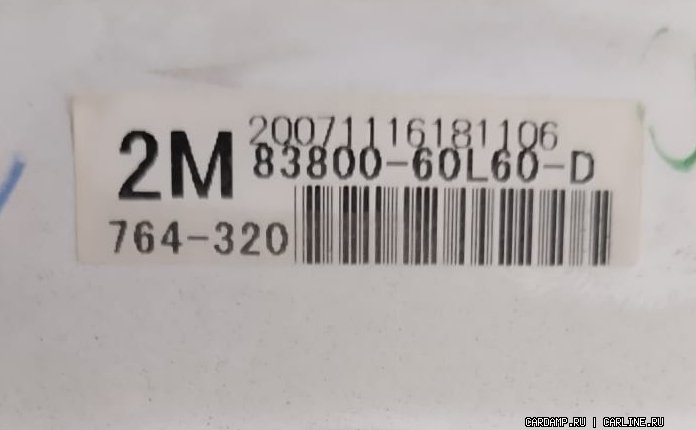 20071116181106
2M 83800-60L60-D
764-320
CARDAMP.RU | CARLINE.RU